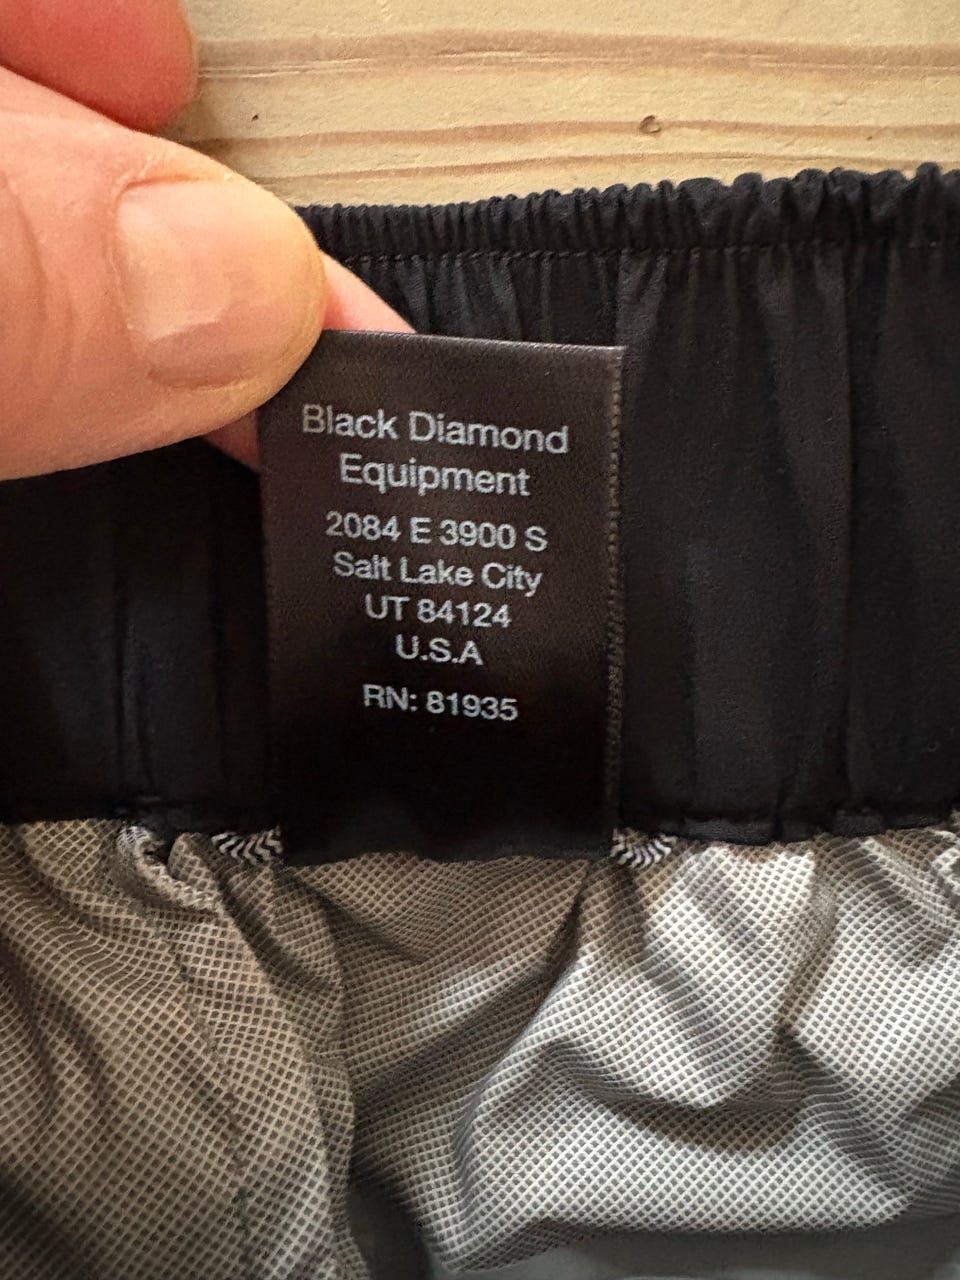 Black Diamond
Equipment
2084 E 3900 S
Salt Lake City
UT 84124
U.S.A
RN: 81935